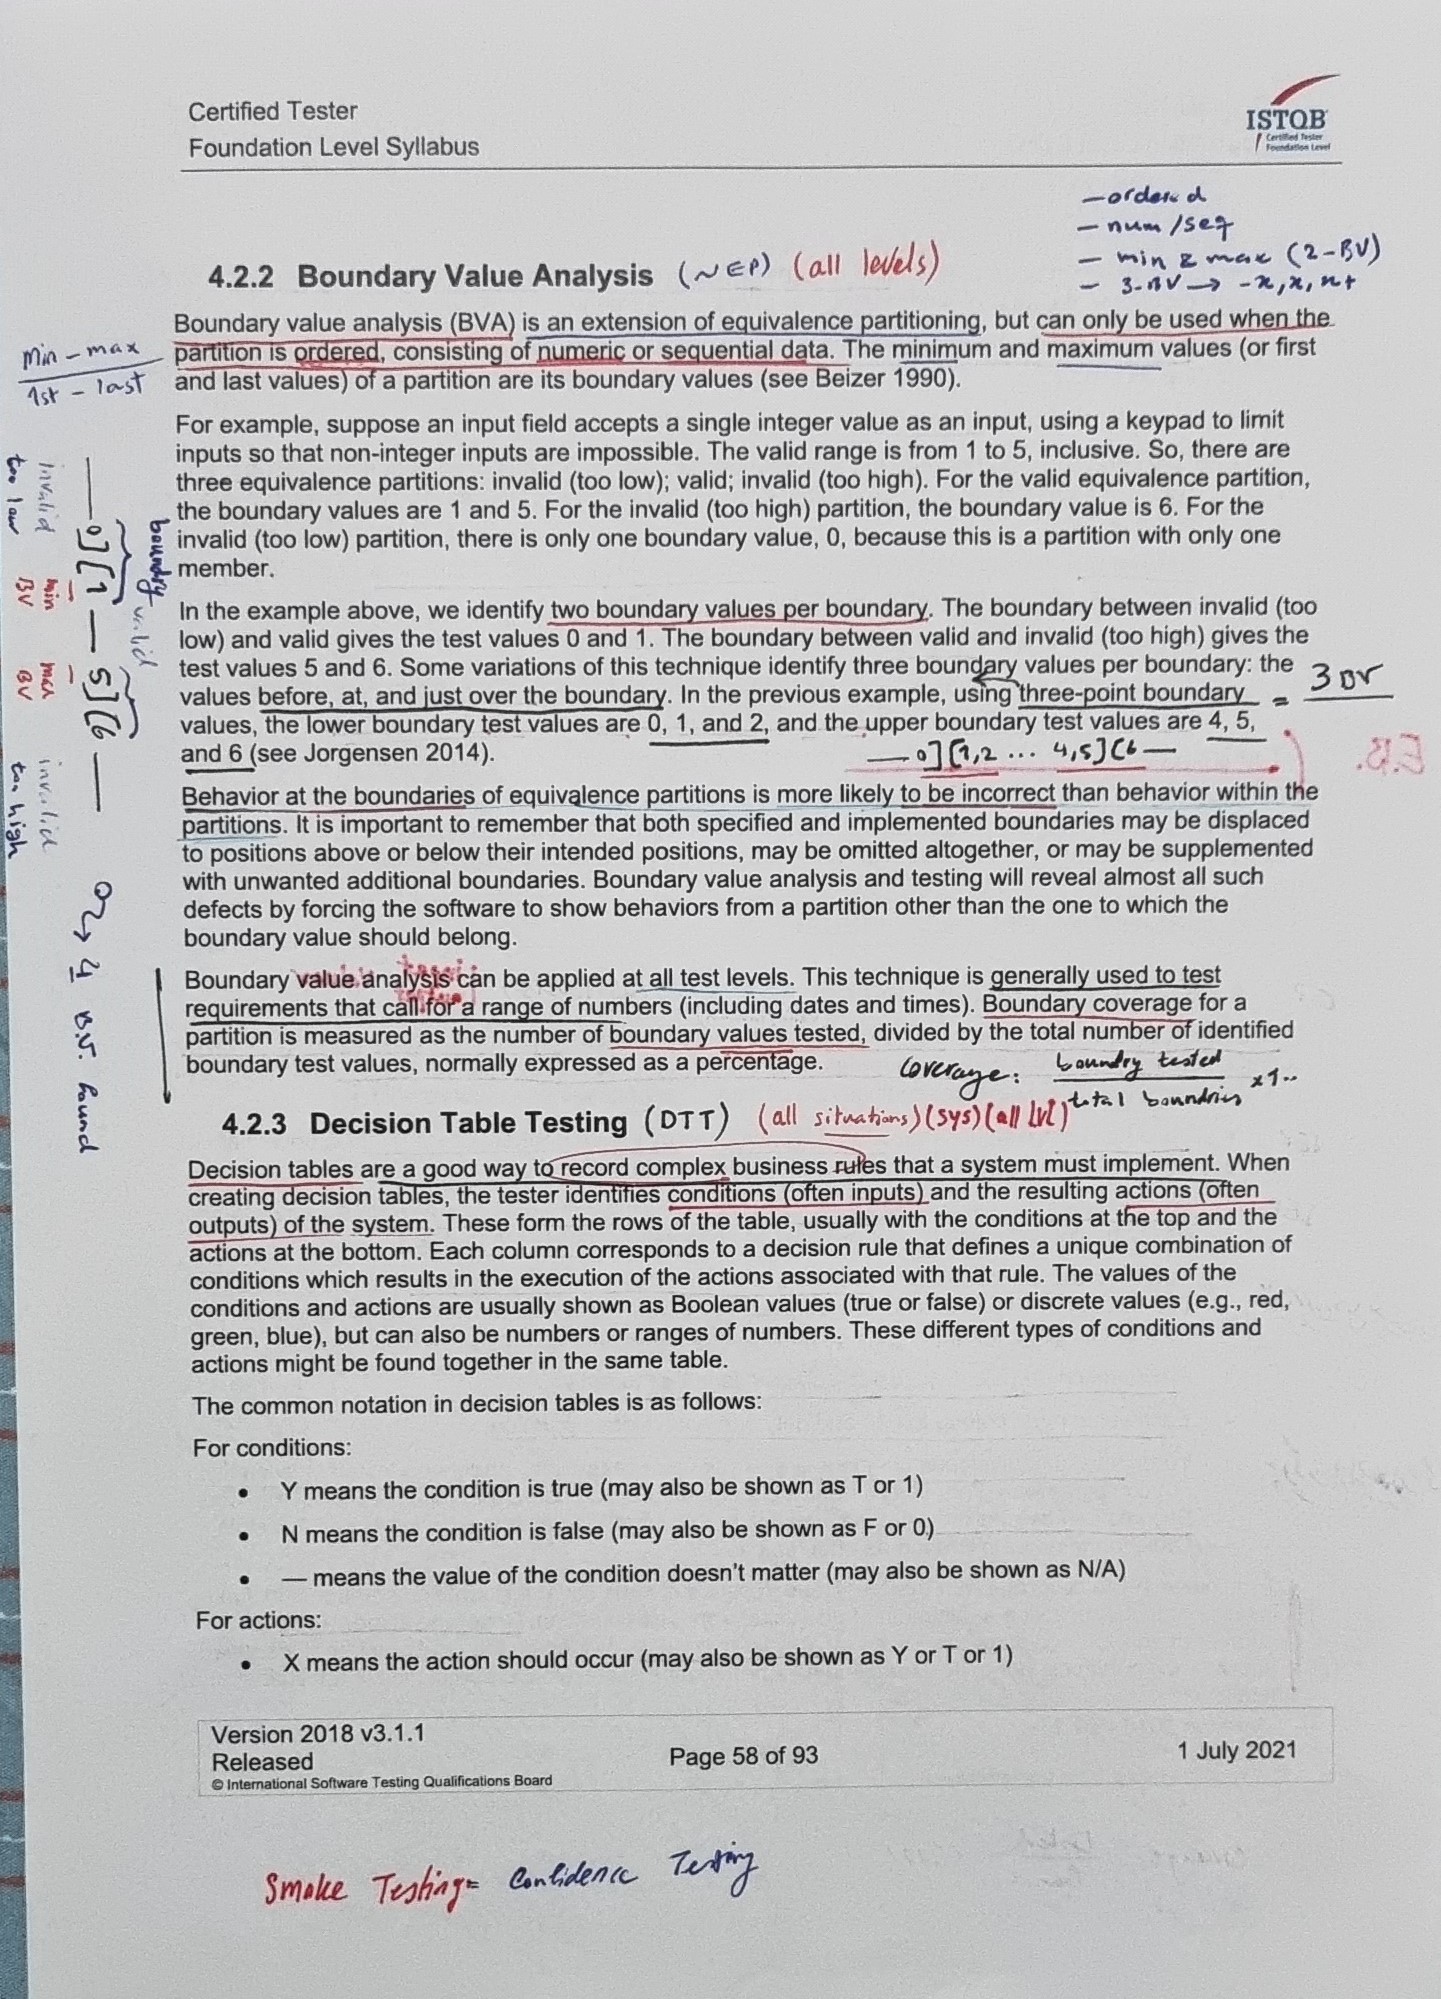 Certified Tester
Foundation Level Syllabus
ISTQB
Certified Tester
Foundation Level
-ordered
- num/seq
- min & max (2-BV)
- 3-BV → -x, x, x+
4.2.2 Boundary Value Analysis (~EP) (all levels)
Boundary value analysis (BVA) is an extension of equivalence partitioning, but can only be used when the
partition is ordered, consisting of numeric or sequential data. The minimum and maximum values (or first
and last values) of a partition are its boundary values (see Beizer 1990).
Min - max
1st - last
For example, suppose an input field accepts a single integer value as an input, using a keypad to limit
inputs so that non-integer inputs are impossible. The valid range is from 1 to 5, inclusive. So, there are
three equivalence partitions: invalid (too low); valid; invalid (too high). For the valid equivalence partition,
the boundary values are 1 and 5. For the invalid (too high) partition, the boundary value is 6. For the
invalid (too low) partition, there is only one boundary value, 0, because this is a partition with only one
member.
In the example above, we identify two boundary values per boundary. The boundary between invalid (too
low) and valid gives the test values 0 and 1. The boundary between valid and invalid (too high) gives the
test values 5 and 6. Some variations of this technique identify three boundary values per boundary: the
values before, at, and just over the boundary. In the previous example, using three-point boundary = 3 BV
values, the lower boundary test values are 0, 1, and 2, and the upper boundary test values are 4, 5,
and 6 (see Jorgensen 2014).
— 0][1,2 ... 4,5][6 —
boundry
valid
— 0][1 — 5][6 —
invalid min max invalid
too low BV BV too high
→ 4 B.V. found
Behavior at the boundaries of equivalence partitions is more likely to be incorrect than behavior within the
partitions. It is important to remember that both specified and implemented boundaries may be displaced
to positions above or below their intended positions, may be omitted altogether, or may be supplemented
with unwanted additional boundaries. Boundary value analysis and testing will reveal almost all such
defects by forcing the software to show behaviors from a partition other than the one to which the
boundary value should belong.
Boundary value analysis can be applied at all test levels. This technique is generally used to test
requirements that call for a range of numbers (including dates and times). Boundary coverage for a
partition is measured as the number of boundary values tested, divided by the total number of identified
boundary test values, normally expressed as a percentage.
Coverage: boundry tested
total boundries
4.2.3 Decision Table Testing (DTT) (all situations) (sys) (all lvl)
Decision tables are a good way to record complex business rules that a system must implement. When
creating decision tables, the tester identifies conditions (often inputs) and the resulting actions (often
outputs) of the system. These form the rows of the table, usually with the conditions at the top and the
actions at the bottom. Each column corresponds to a decision rule that defines a unique combination of
conditions which results in the execution of the actions associated with that rule. The values of the
conditions and actions are usually shown as Boolean values (true or false) or discrete values (e.g., red,
green, blue), but can also be numbers or ranges of numbers. These different types of conditions and
actions might be found together in the same table.
The common notation in decision tables is as follows:
For conditions:
• Y means the condition is true (may also be shown as T or 1)
• N means the condition is false (may also be shown as F or 0)
• — means the value of the condition doesn't matter (may also be shown as N/A)
For actions:
• X means the action should occur (may also be shown as Y or T or 1)
Version 2018 v3.1.1
Released
© International Software Testing Qualifications Board
Page 58 of 93
1 July 2021
Smoke Testing = Confidence Testing